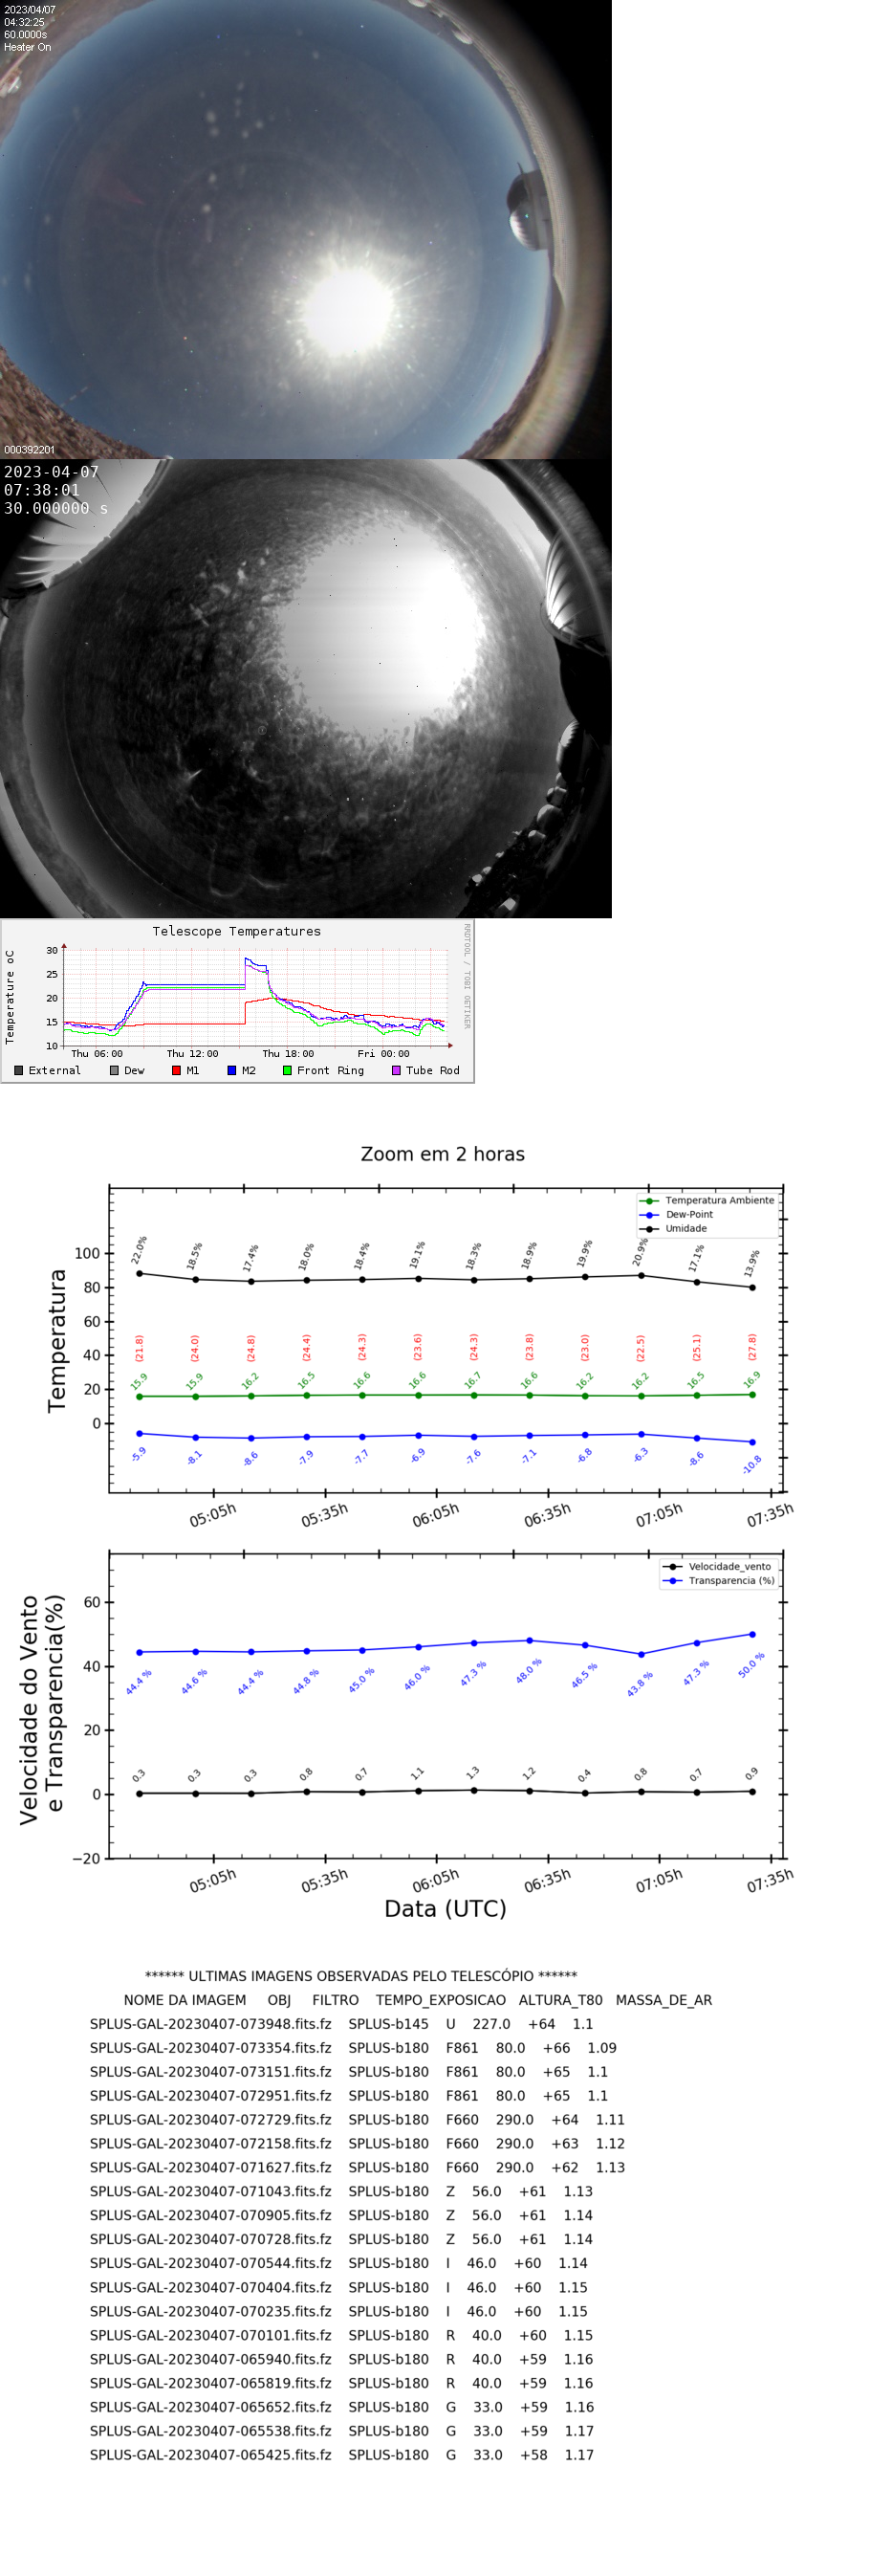 2023/04/07
04:32:25
60.0000s
Heater On
000392201
2023-04-07
07:38:01
30.000000 s
Telescope Temperatures
RRDTOOL / TOBI OETIKER
Temperature oC
30
25
20
15
10
Thu 06:00 Thu 12:00 Thu 18:00 Fri 00:00
External Dew M1 M2 Front Ring Tube Rod
Zoom em 2 horas
Temperatura Ambiente
Dew-Point
Umidade
Temperatura
100
80
60
40
20
0
22.0% 18.5% 17.4% 18.0% 18.4% 19.1% 18.3% 18.9% 19.9% 20.9% 17.1% 13.9%
(21.8) (24.0) (24.8) (24.4) (24.3) (23.6) (24.3) (23.8) (23.0) (22.5) (25.1) (27.8)
15.9 15.9 16.2 16.5 16.6 16.6 16.7 16.6 16.2 16.2 16.5 16.9
-5.9 -8.1 -8.6 -7.9 -7.7 -6.9 -7.6 -7.1 -6.8 -6.3 -8.6 -10.8
05:05h 05:35h 06:05h 06:35h 07:05h 07:35h
Velocidade_vento
Transparencia (%)
Velocidade do Vento
e Transparencia(%)
60
40
20
0
−20
44.4 % 44.6 % 44.4 % 44.8 % 45.0 % 46.0 % 47.3 % 48.0 % 46.5 % 43.8 % 47.3 % 50.0 %
0.3 0.3 0.3 0.8 0.7 1.1 1.3 1.2 0.4 0.8 0.7 0.9
05:05h 05:35h 06:05h 06:35h 07:05h 07:35h
Data (UTC)
****** ULTIMAS IMAGENS OBSERVADAS PELO TELESCÓPIO ******
NOME DA IMAGEM OBJ FILTRO TEMPO_EXPOSICAO ALTURA_T80 MASSA_DE_AR
SPLUS-GAL-20230407-073948.fits.fz SPLUS-b145 U 227.0 +64 1.1
SPLUS-GAL-20230407-073354.fits.fz SPLUS-b180 F861 80.0 +66 1.09
SPLUS-GAL-20230407-073151.fits.fz SPLUS-b180 F861 80.0 +65 1.1
SPLUS-GAL-20230407-072951.fits.fz SPLUS-b180 F861 80.0 +65 1.1
SPLUS-GAL-20230407-072729.fits.fz SPLUS-b180 F660 290.0 +64 1.11
SPLUS-GAL-20230407-072158.fits.fz SPLUS-b180 F660 290.0 +63 1.12
SPLUS-GAL-20230407-071627.fits.fz SPLUS-b180 F660 290.0 +62 1.13
SPLUS-GAL-20230407-071043.fits.fz SPLUS-b180 Z 56.0 +61 1.13
SPLUS-GAL-20230407-070905.fits.fz SPLUS-b180 Z 56.0 +61 1.14
SPLUS-GAL-20230407-070728.fits.fz SPLUS-b180 Z 56.0 +61 1.14
SPLUS-GAL-20230407-070544.fits.fz SPLUS-b180 I 46.0 +60 1.14
SPLUS-GAL-20230407-070404.fits.fz SPLUS-b180 I 46.0 +60 1.15
SPLUS-GAL-20230407-070235.fits.fz SPLUS-b180 I 46.0 +60 1.15
SPLUS-GAL-20230407-070101.fits.fz SPLUS-b180 R 40.0 +60 1.15
SPLUS-GAL-20230407-065940.fits.fz SPLUS-b180 R 40.0 +59 1.16
SPLUS-GAL-20230407-065819.fits.fz SPLUS-b180 R 40.0 +59 1.16
SPLUS-GAL-20230407-065652.fits.fz SPLUS-b180 G 33.0 +59 1.16
SPLUS-GAL-20230407-065538.fits.fz SPLUS-b180 G 33.0 +59 1.17
SPLUS-GAL-20230407-065425.fits.fz SPLUS-b180 G 33.0 +58 1.17